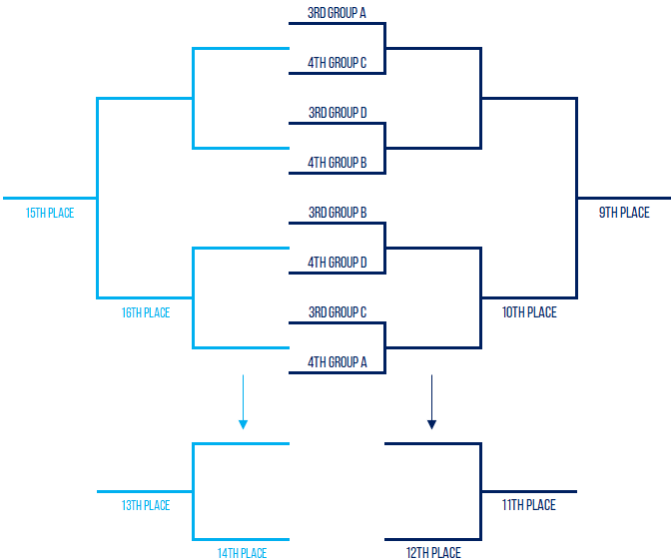 3RD GROUP A
4TH GROUP C
3RD GROUP D
4TH GROUP B
15TH PLACE
9TH PLACE
3RD GROUP B
4TH GROUP D
16TH PLACE
3RD GROUP C
10TH PLACE
4TH GROUP A
13TH PLACE
11TH PLACE
14TH PLACE
12TH PLACE